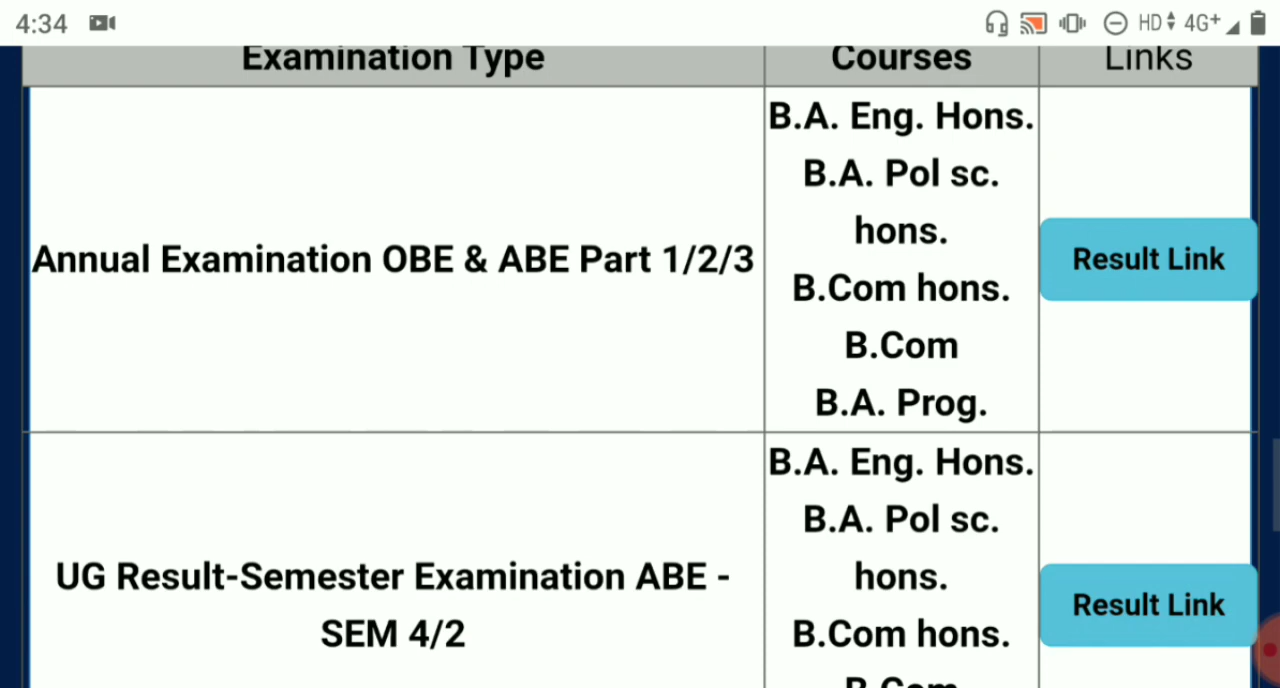 4:34 HD 4G+
Examination Type Courses Links
B.A. Eng. Hons.
B.A. Pol sc.
hons.
Annual Examination OBE & ABE Part 1/2/3 Result Link
B.Com hons.
B.Com
B.A. Prog.
B.A. Eng. Hons.
B.A. Pol sc.
UG Result-Semester Examination ABE - hons.
Result Link
SEM 4/2 B.Com hons.
B.Com